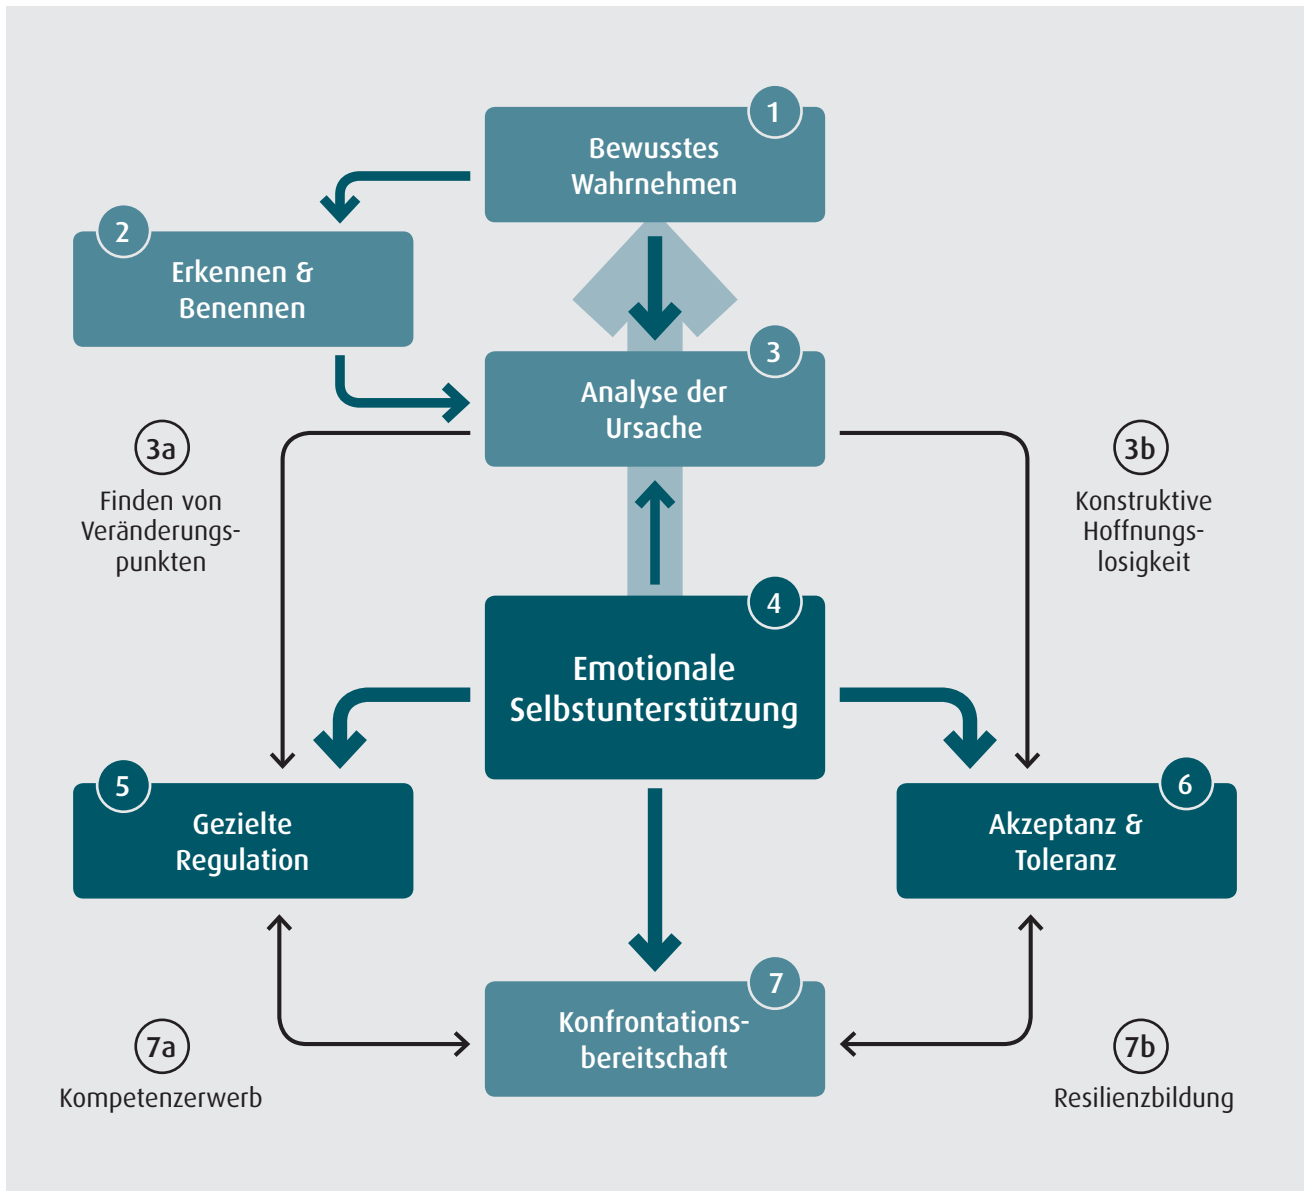 1
Bewusstes
Wahrnehmen
2
Erkennen &
Benennen
3
Analyse der
Ursache
3a
Finden von
Veränderungs-
punkten
3b
Konstruktive
Hoffnungs-
losigkeit
4
Emotionale
Selbstunterstützung
5
Gezielte
Regulation
6
Akzeptanz &
Toleranz
7
Konfrontations-
bereitschaft
7a
Kompetenzerwerb
7b
Resilienzbildung